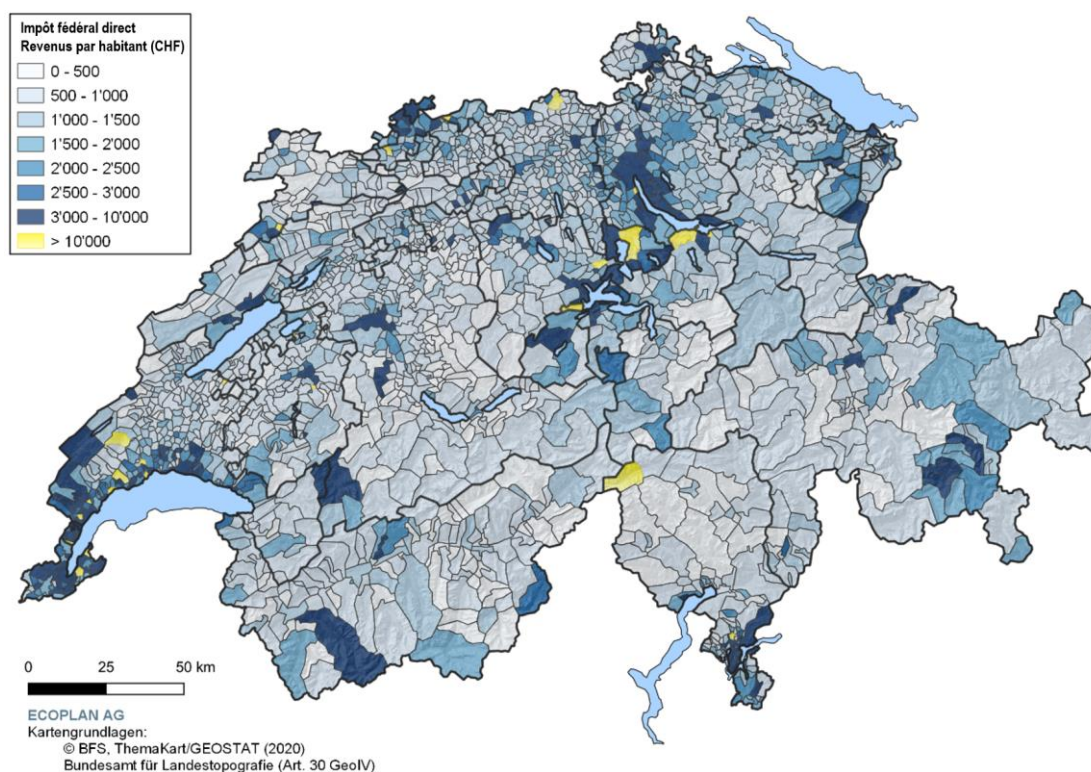 Impôt fédéral direct
Revenus par habitant (CHF)
0 - 500
500 - 1'000
1'000 - 1'500
1'500 - 2'000
2'000 - 2'500
2'500 - 3'000
3'000 - 10'000
> 10'000
0 25 50 km
ECOPLAN AG
Kartengrundlagen:
© BFS, ThemaKart/GEOSTAT (2020)
Bundesamt für Landestopografie (Art. 30 GeoIV)